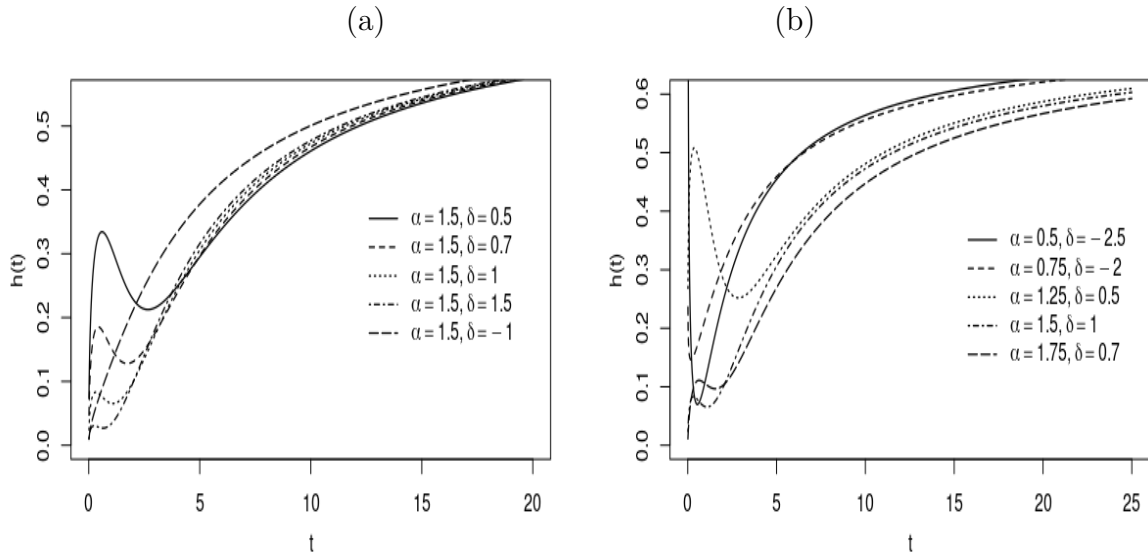 (a)
(b)
h(t)
0.0 0.1 0.2 0.3 0.4 0.5
α = 1.5, δ = 0.5
α = 1.5, δ = 0.7
α = 1.5, δ = 1
α = 1.5, δ = 1.5
α = 1.5, δ = −1
0 5 10 15 20
t
h(t)
0.0 0.1 0.2 0.3 0.4 0.5 0.6
α = 0.5, δ = −2.5
α = 0.75, δ = −2
α = 1.25, δ = 0.5
α = 1.5, δ = 1
α = 1.75, δ = 0.7
0 5 10 15 20 25
t